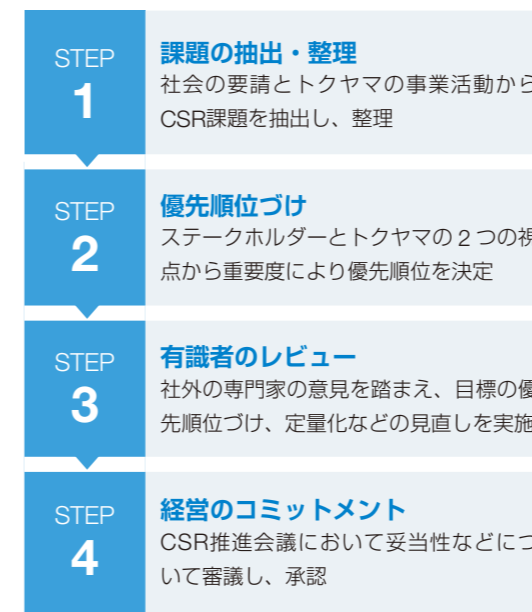 STEP
1
課題の抽出・整理
社会の要請とトクヤマの事業活動から
CSR課題を抽出し、整理
STEP
2
優先順位づけ
ステークホルダーとトクヤマの2つの視
点から重要度により優先順位を決定
STEP
3
有識者のレビュー
社外の専門家の意見を踏まえ、目標の優
先順位づけ、定量化などの見直しを実施
STEP
4
経営のコミットメント
CSR推進会議において妥当性などにつ
いて審議し、承認